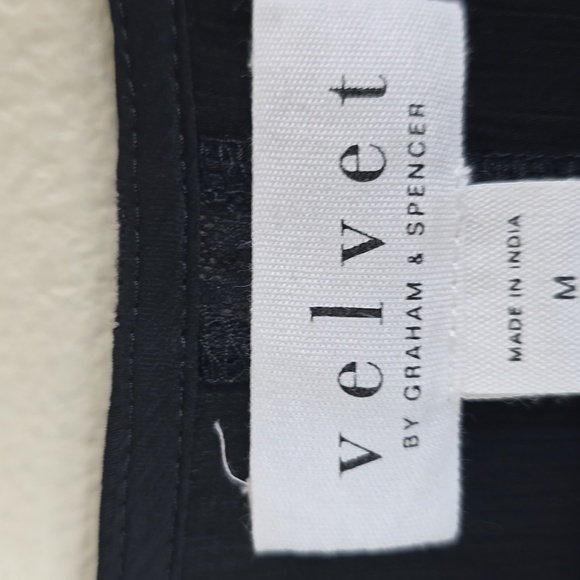 velvet
BY GRAHAM & SPENCER
MADE IN INDIA
M